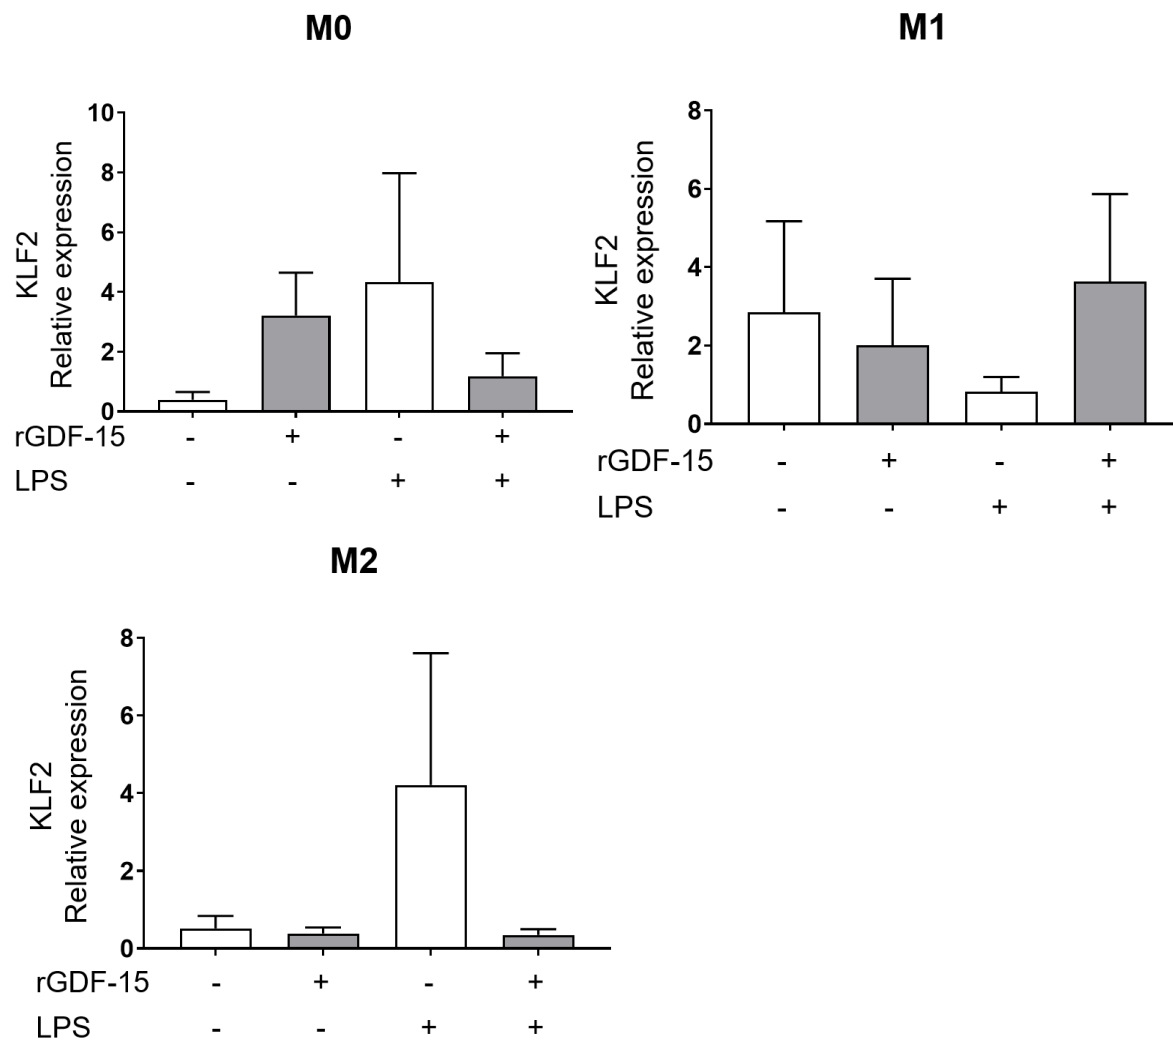 M0
KLF2
Relative expression
10
8
6
4
2
0
rGDF-15 - + - +
LPS - - + +
M1
KLF2
Relative expression
8
6
4
2
0
rGDF-15 - + - +
LPS - - + +
M2
KLF2
Relative expression
8
6
4
2
0
rGDF-15 - + - +
LPS - - + +